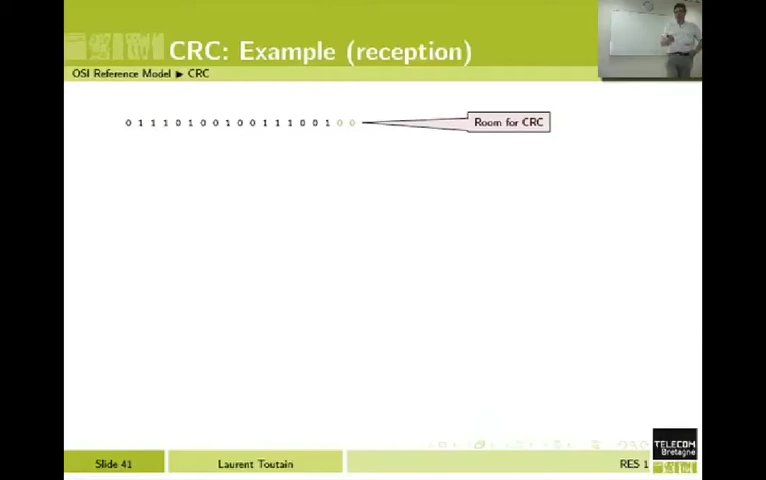 CRC: Example (reception)
OSI Reference Model ▶ CRC
0 1 1 1 0 1 0 0 1 0 0 1 1 1 0 0 1 0 0
Room for CRC
TELECOM
Bretagne
Slide 41
Laurent Toutain
RES 1